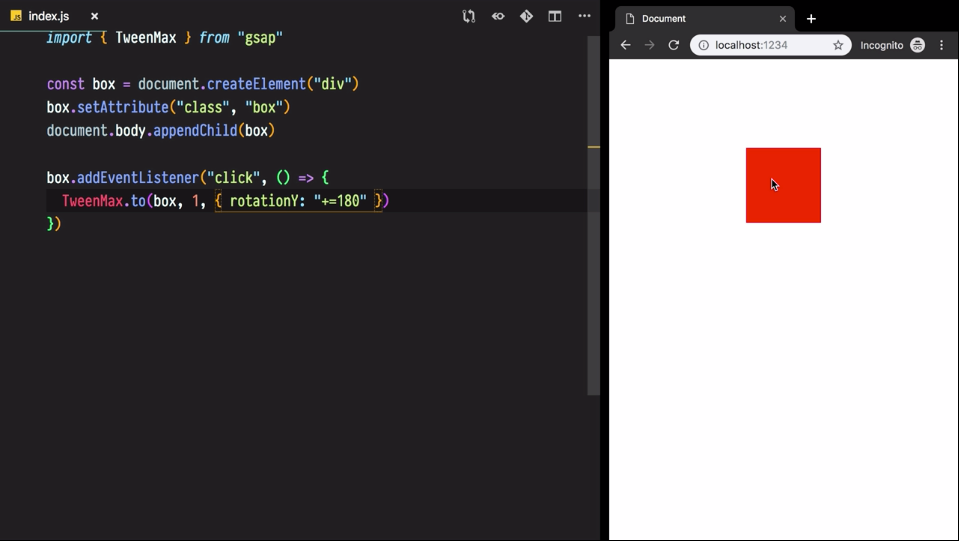 index.js
import { TweenMax } from "gsap"
const box = document.createElement("div")
box.setAttribute("class", "box")
document.body.appendChild(box)
box.addEventListener("click", () => {
TweenMax.to(box, 1, { rotationY: "+=180" })
})
Document
localhost:1234
Incognito